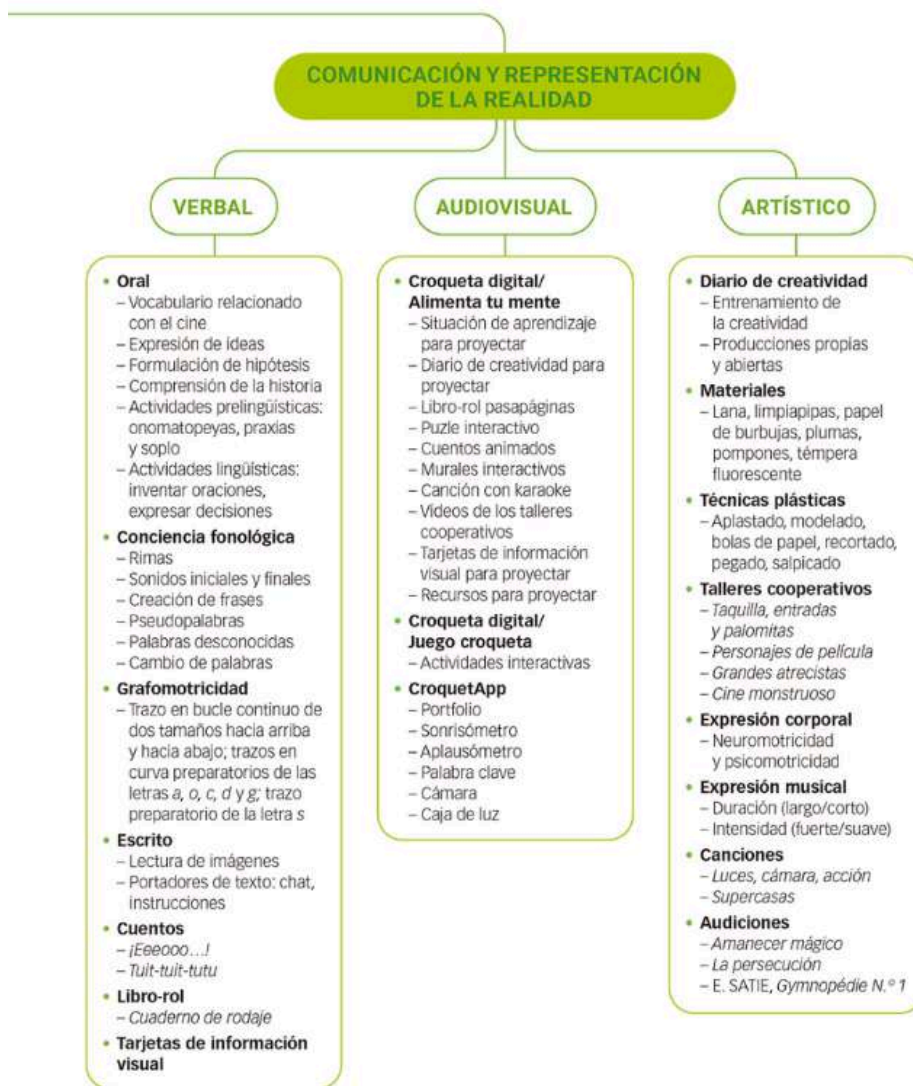 COMUNICACIÓN Y REPRESENTACIÓN
DE LA REALIDAD
VERBAL
• Oral
– Vocabulario relacionado
con el cine
– Expresión de ideas
– Formulación de hipótesis
– Comprensión de la historia
– Actividades prelingüísticas:
onomatopeyas, praxias
y soplo
– Actividades lingüísticas:
inventar oraciones,
expresar decisiones
• Conciencia fonológica
– Rimas
– Sonidos iniciales y finales
– Creación de frases
– Pseudopalabras
– Palabras desconocidas
– Cambio de palabras
• Grafomotricidad
– Trazo en bucle continuo de
dos tamaños hacia arriba
y hacia abajo; trazos en
curva preparatorios de las
letras a, o, c, d y g; trazo
preparatorio de la letra s
• Escrito
– Lectura de imágenes
– Portadores de texto: chat,
instrucciones
• Cuentos
– ¡Eeeooo...!
– Tuit-tuit-tutu
• Libro-rol
– Cuaderno de rodaje
• Tarjetas de información
visual
AUDIOVISUAL
• Croqueta digital/
Alimenta tu mente
– Situación de aprendizaje
para proyectar
– Diario de creatividad para
proyectar
– Libro-rol pasapáginas
– Puzle interactivo
– Cuentos animados
– Murales interactivos
– Canción con karaoke
– Vídeos de los talleres
cooperativos
– Tarjetas de información
visual para proyectar
– Recursos para proyectar
• Croqueta digital/
Juego croqueta
– Actividades interactivas
• CroquetApp
– Portfolio
– Sonrisómetro
– Aplausómetro
– Palabra clave
– Cámara
– Caja de luz
ARTÍSTICO
• Diario de creatividad
– Entrenamiento de
la creatividad
– Producciones propias
y abiertas
• Materiales
– Lana, limpiapipas, papel
de burbujas, plumas,
pompones, témpera
fluorescente
• Técnicas plásticas
– Aplastado, modelado,
bolas de papel, recortado,
pegado, salpicado
• Talleres cooperativos
– Taquilla, entradas
y palomitas
– Personajes de película
– Grandes atrecistas
– Cine monstruoso
• Expresión corporal
– Neuromotricidad
y psicomotricidad
• Expresión musical
– Duración (largo/corto)
– Intensidad (fuerte/suave)
• Canciones
– Luces, cámara, acción
– Supercasas
• Audiciones
– Amanecer mágico
– La persecución
– E. SATIE, Gymnopédie N.º 1